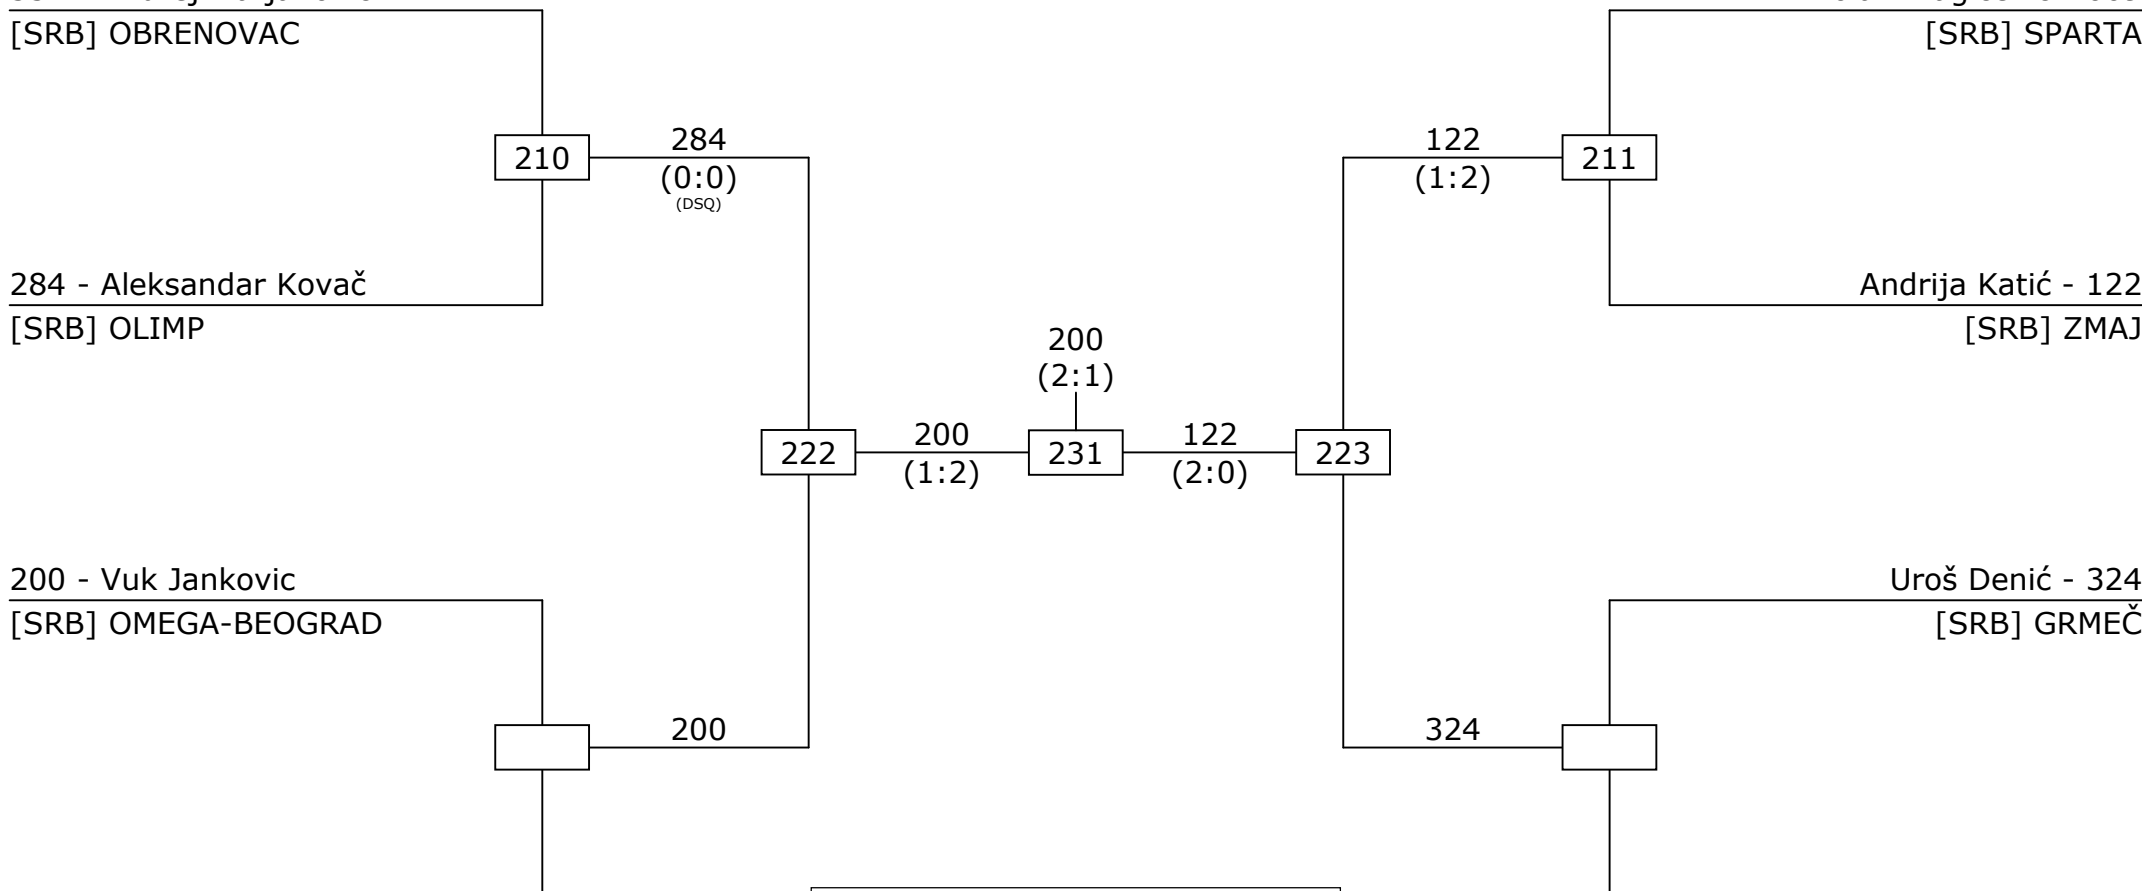 [SRB] OBRENOVAC
[SRB] SPARTA
210
284
(0:0)
(DSQ)
122
(1:2)
211
284 - Aleksandar Kovač
[SRB] OLIMP
Andrija Katić - 122
[SRB] ZMAJ
200
(2:1)
222
200
(1:2)
231
122
(2:0)
223
200 - Vuk Jankovic
[SRB] OMEGA-BEOGRAD
Uroš Denić - 324
[SRB] GRMEČ
200
324